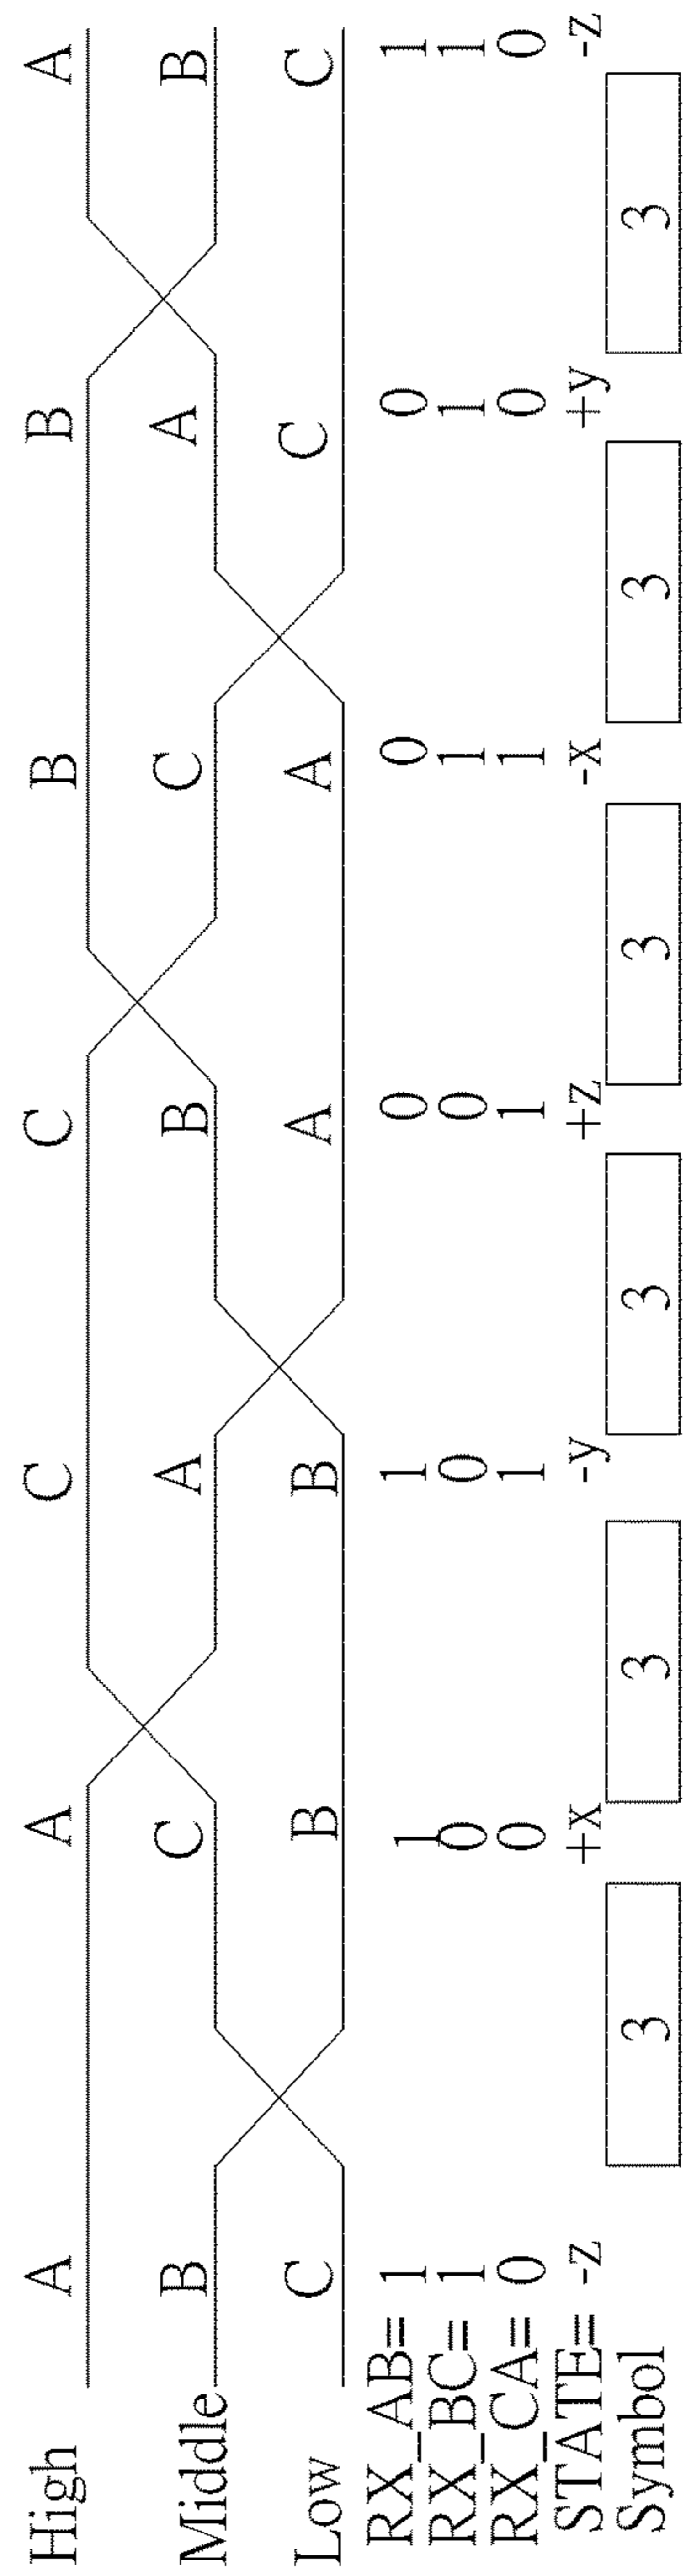 High A A C C B B A
Middle B C A B C A B
Low C B B A A C C
RX_AB= 1 1 1 0 0 0 1
RX_BC= 1 0 0 0 1 1 1
RX_CA= 0 0 1 1 1 0 0
STATE= -z +x -y +z -x +y -z
Symbol 3 3 3 3 3 3